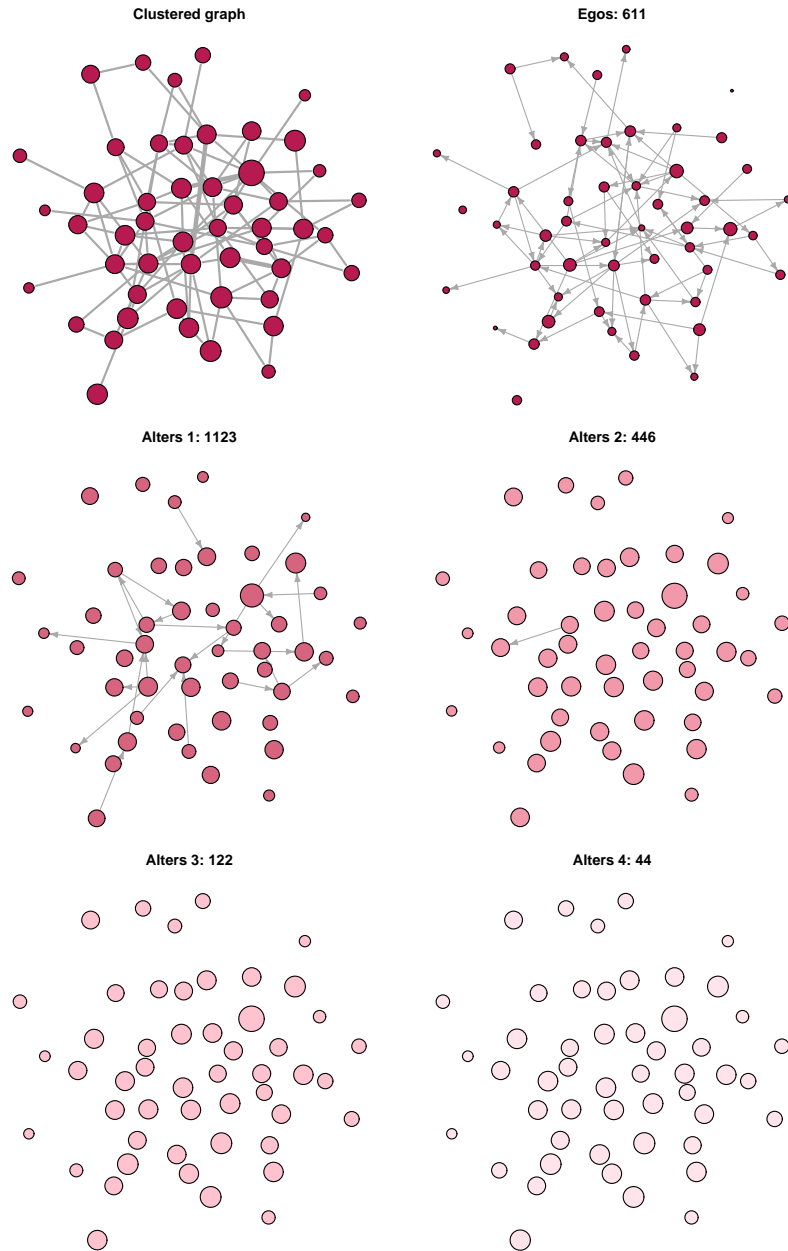 Clustered graph
Egos: 611
Alters 1: 1123
Alters 2: 446
Alters 3: 122
Alters 4: 44